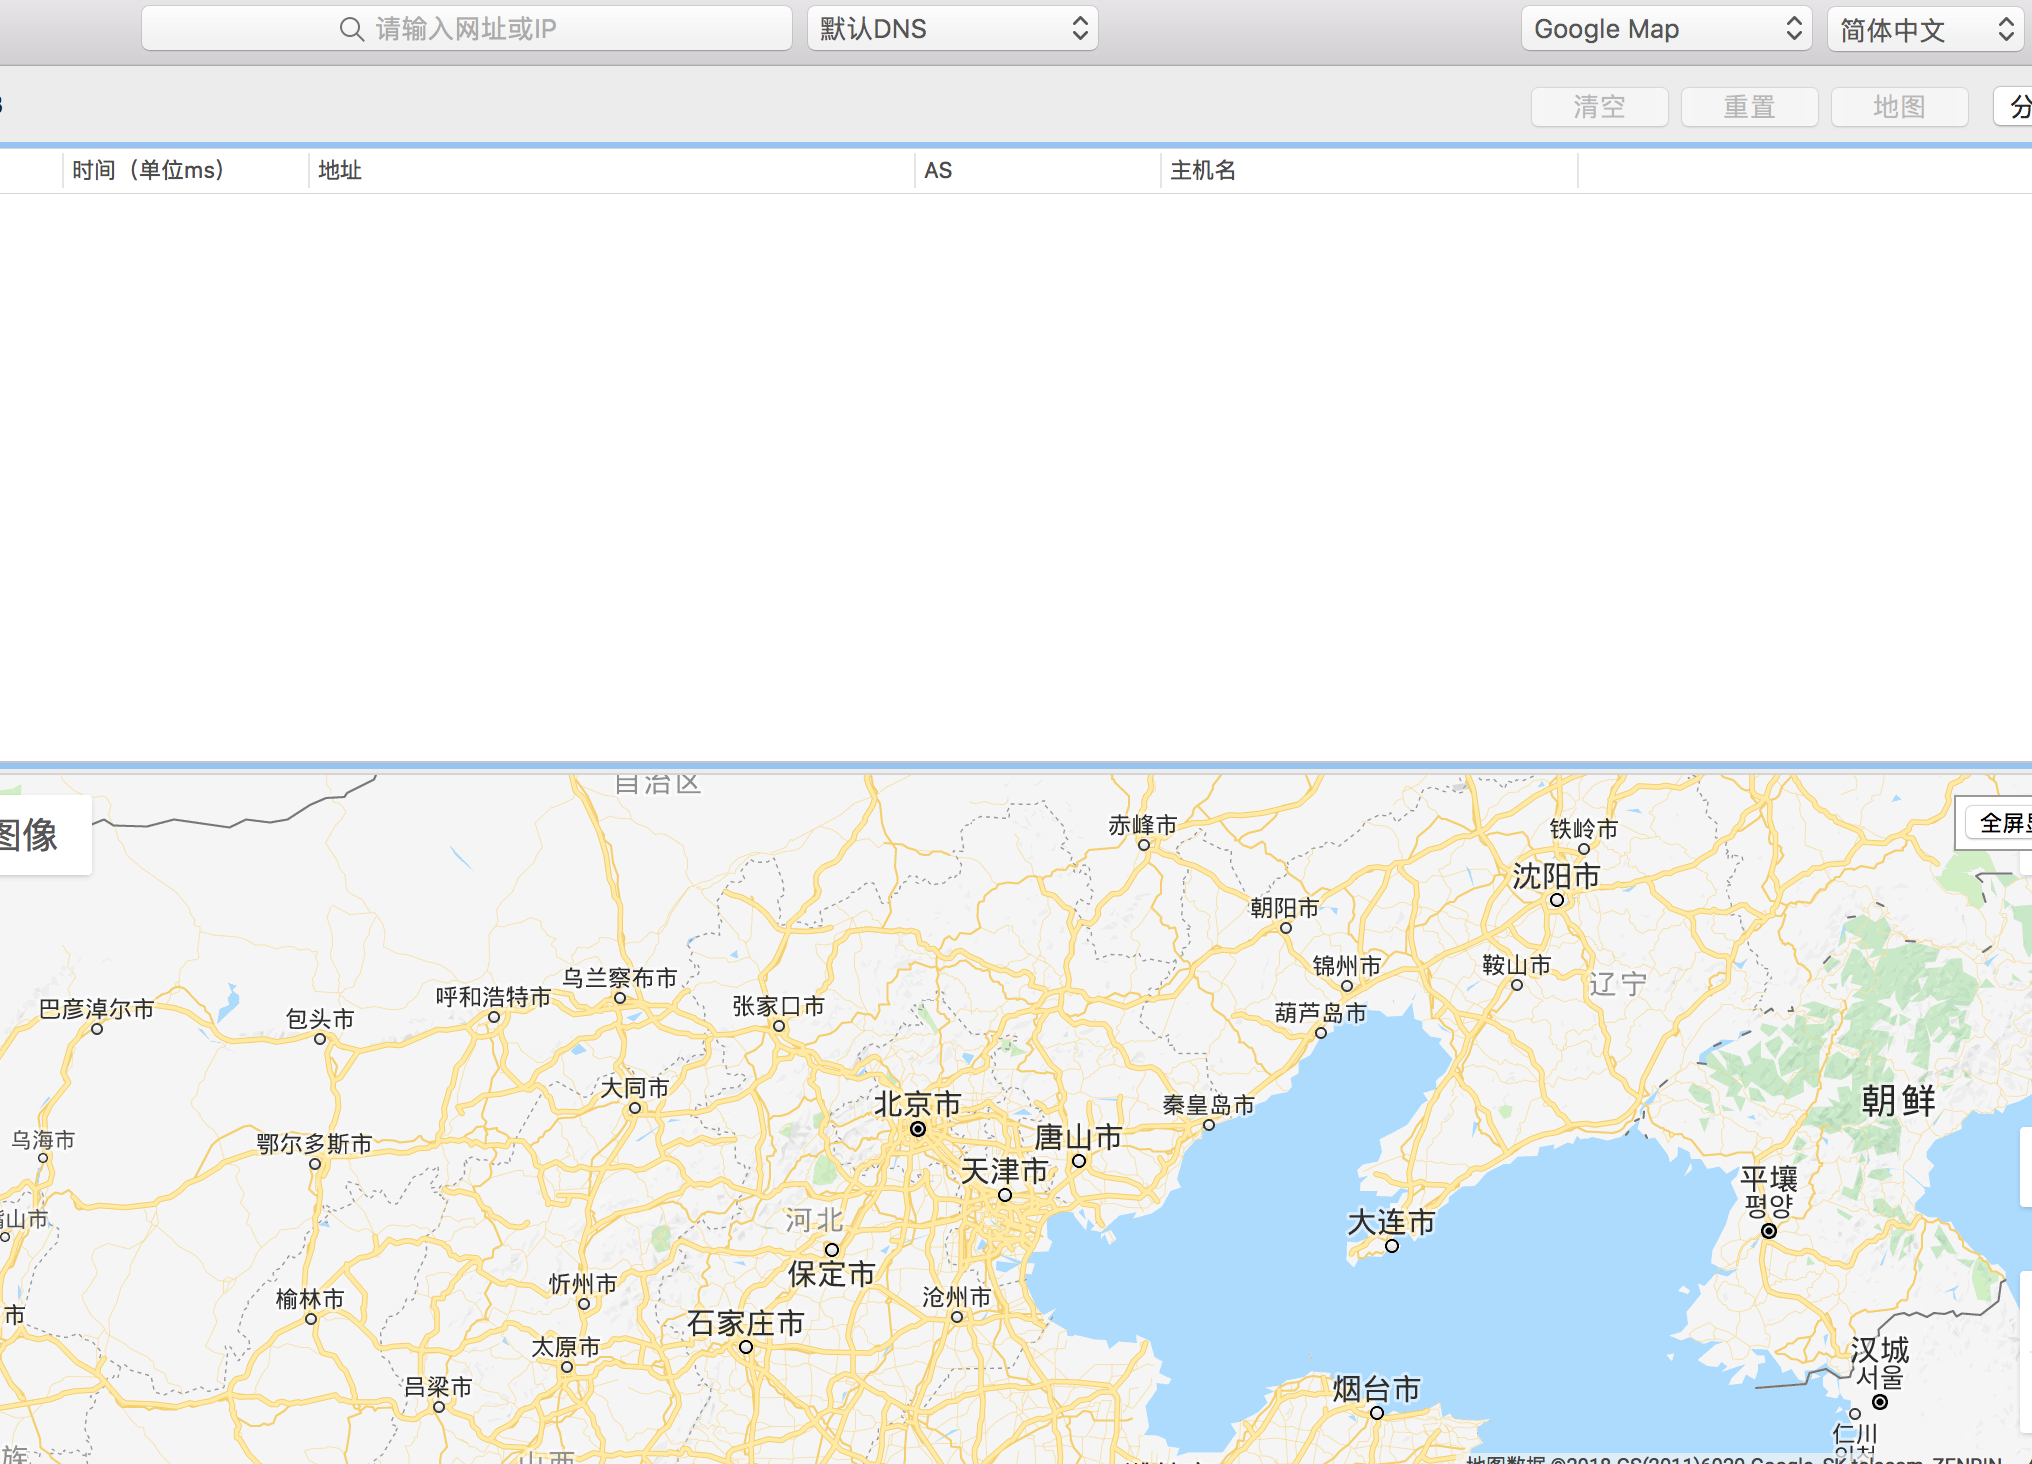 请输入网址或IP 默认DNS Google Map 简体中文
清空 重置 地图 分
时间（单位ms） 地址 AS 主机名
自治区
图像
全屏
赤峰市
铁岭市
沈阳市
朝阳市
锦州市
鞍山市
辽宁
乌兰察布市
呼和浩特市
巴彦淖尔市
包头市
张家口市
葫芦岛市
大同市
北京市
秦皇岛市
朝鲜
唐山市
乌海市
鄂尔多斯市
天津市
平壤
평양
山市
河北
大连市
保定市
忻州市
榆林市
沧州市
市
石家庄市
太原市
汉城
서울
吕梁市
烟台市
仁川
인천
族
山西
地图数据 ©2018 GS(2011)6020 Google, SK telecom, ZENRIN